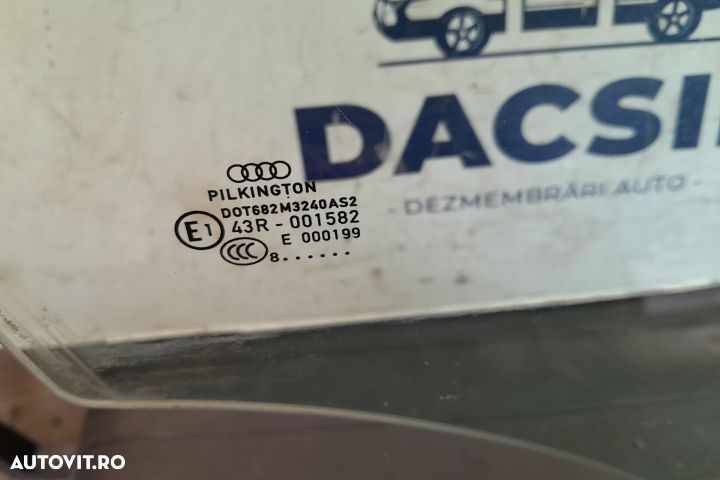 DACSI
- DEZMEMBRĂRI AUTO -
PILKINGTON
DOT682M3240AS2
E1 43R - 001582
E 000199
CCC 8......
AUTOVIT.RO